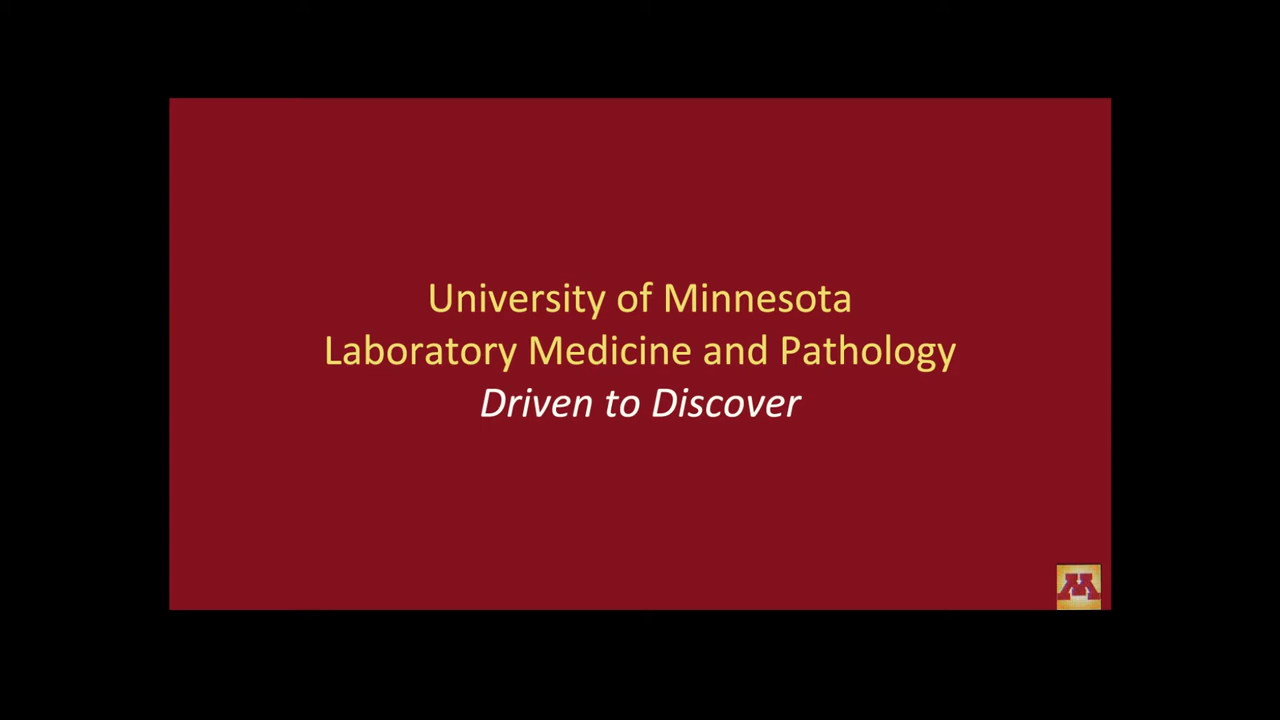 University of Minnesota
Laboratory Medicine and Pathology
Driven to Discover
M